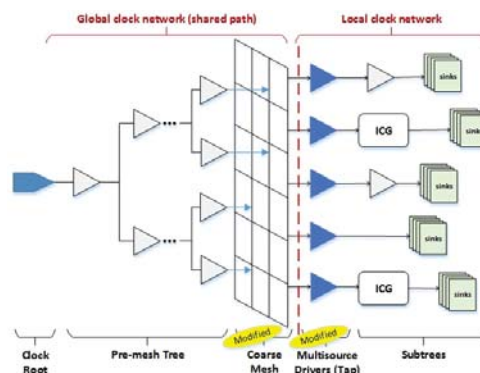 Global clock network (shared path)
Local clock network
sinks
ICG
sinks
sinks
sinks
ICG
sinks
Modified
Modified
Clock
Root
Pre-mesh Tree
Coarse
Mesh
Multisource
Drivers (Tap)
Subtrees